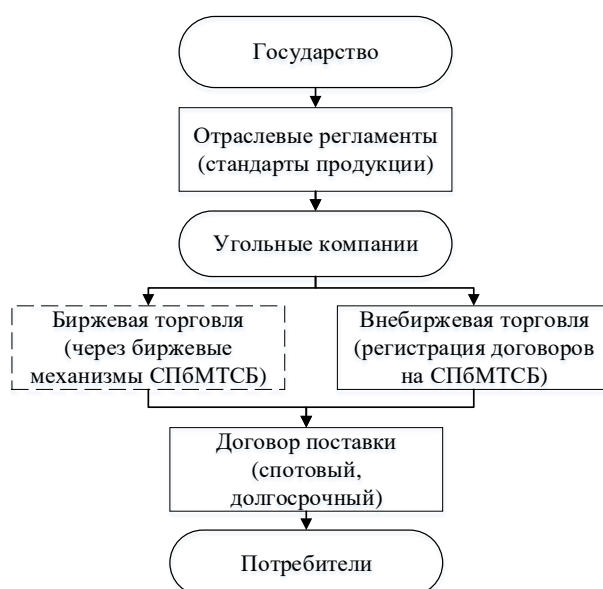 Государство
Отраслевые регламенты
(стандарты продукции)
Угольные компании
Биржевая торговля
(через биржевые
механизмы СПбМТСБ)
Внебиржевая торговля
(регистрация договоров
на СПбМТСБ)
Договор поставки
(спотовый,
долгосрочный)
Потребители